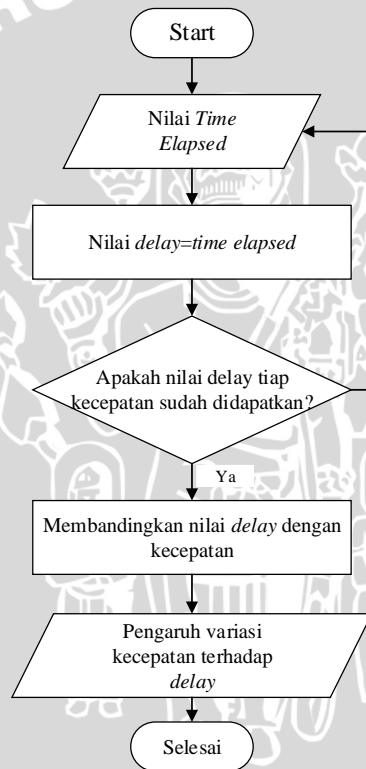 Start
Nilai Time
Elapsed
Nilai delay=time elapsed
Apakah nilai delay tiap
kecepatan sudah didapatkan?
Ya
Membandingkan nilai delay dengan
kecepatan
Pengaruh variasi
kecepatan terhadap
delay
Selesai